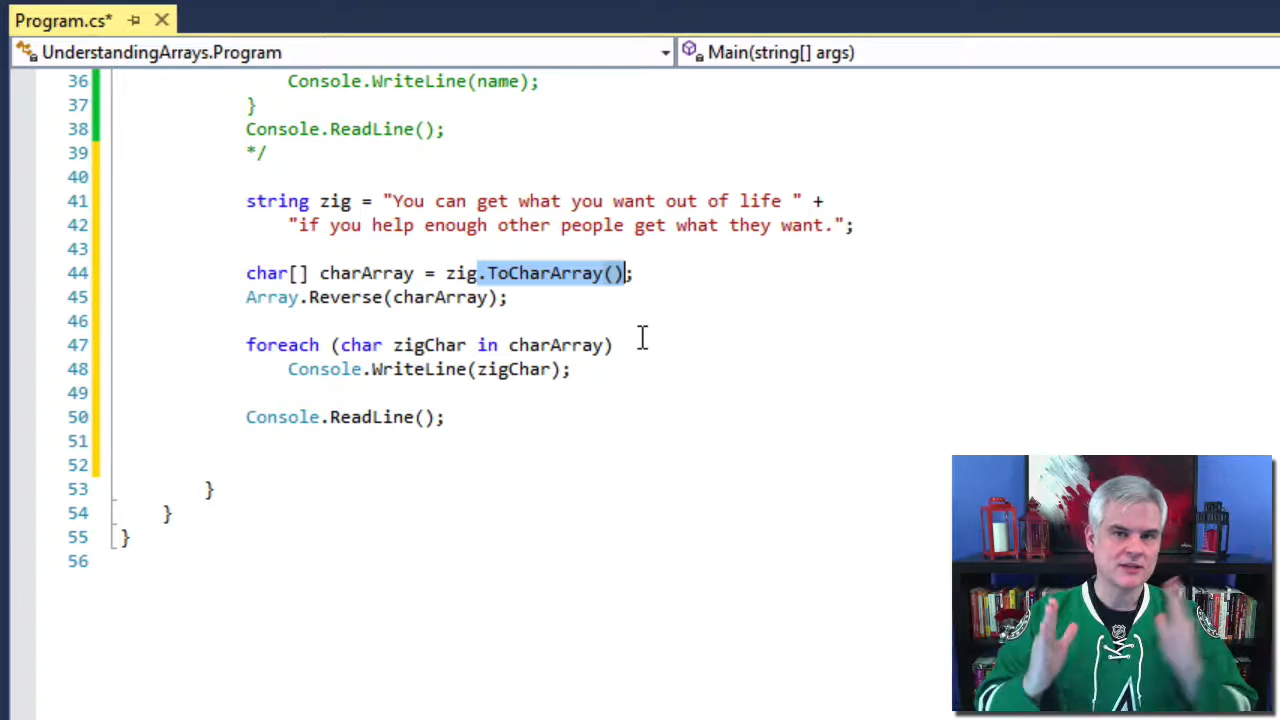 Program.cs*
UnderstandingArrays.Program
Main(string[] args)
36 Console.WriteLine(name);
37 }
38 Console.ReadLine();
39 */
40
41 string zig = "You can get what you want out of life " +
42 "if you help enough other people get what they want.";
43
44 char[] charArray = zig.ToCharArray();
45 Array.Reverse(charArray);
46
47 foreach (char zigChar in charArray)
48 Console.WriteLine(zigChar);
49
50 Console.ReadLine();
51
52
53 }
54 }
55 }
56